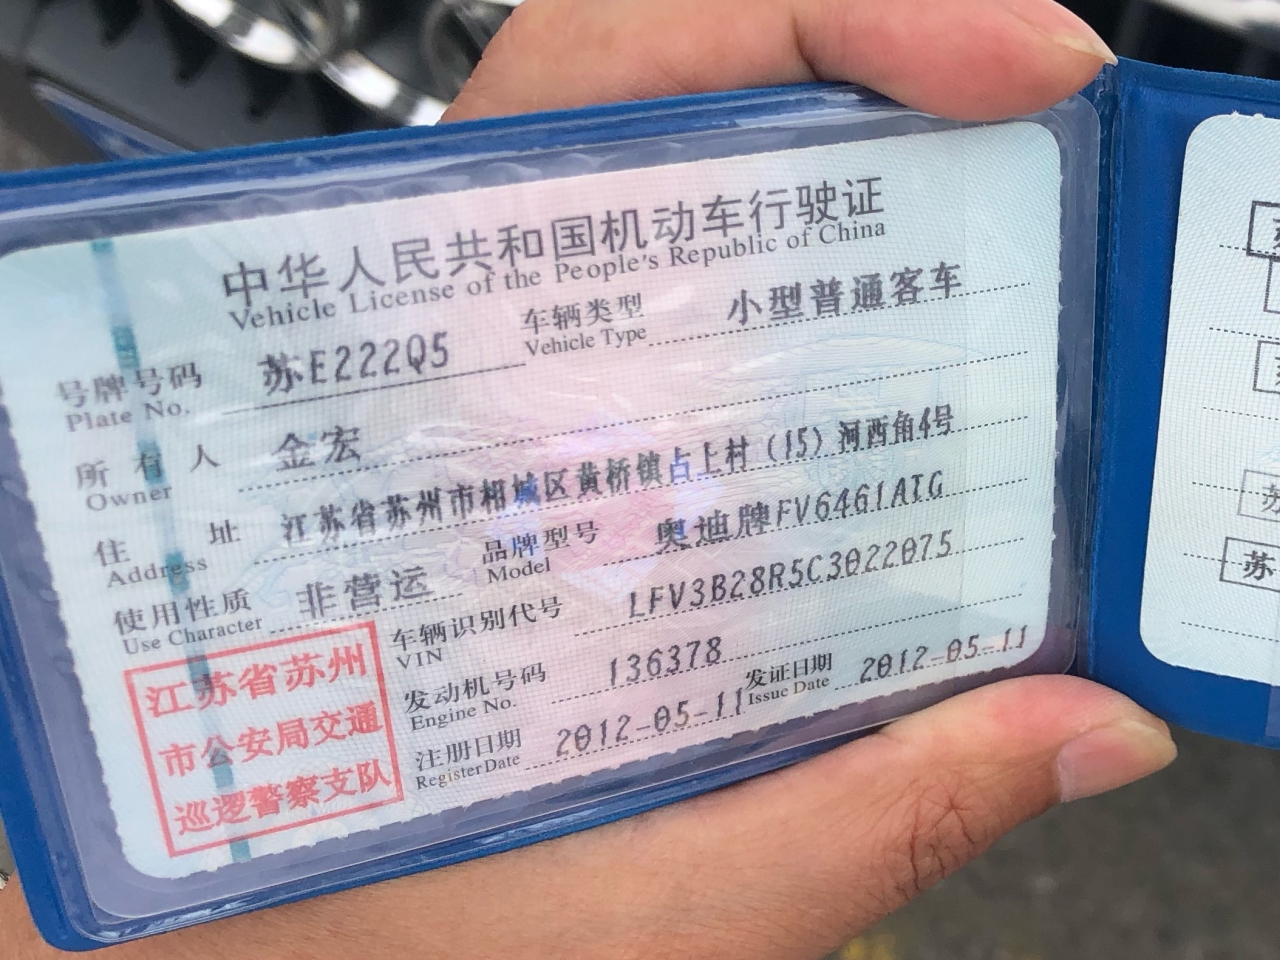 中华人民共和国机动车行驶证
Vehicle License of the People's Republic of China
号牌号码 苏E222Q5 车辆类型 小型普通客车
Plate No. Vehicle Type
所有人 金宏
Owner
住址 江苏省苏州市相城区黄桥镇占上村（15）河西角4号
Address
使用性质 非营运 品牌型号 奥迪牌FV6461ATG
Use Character Model
车辆识别代号 LFV3B28R5C3022075
VIN
发动机号码 136378
Engine No.
注册日期 2012-05-11 发证日期 2012-05-11
Register Date Issue Date
江苏省苏州
市公安局交通
巡逻警察支队
苏
苏